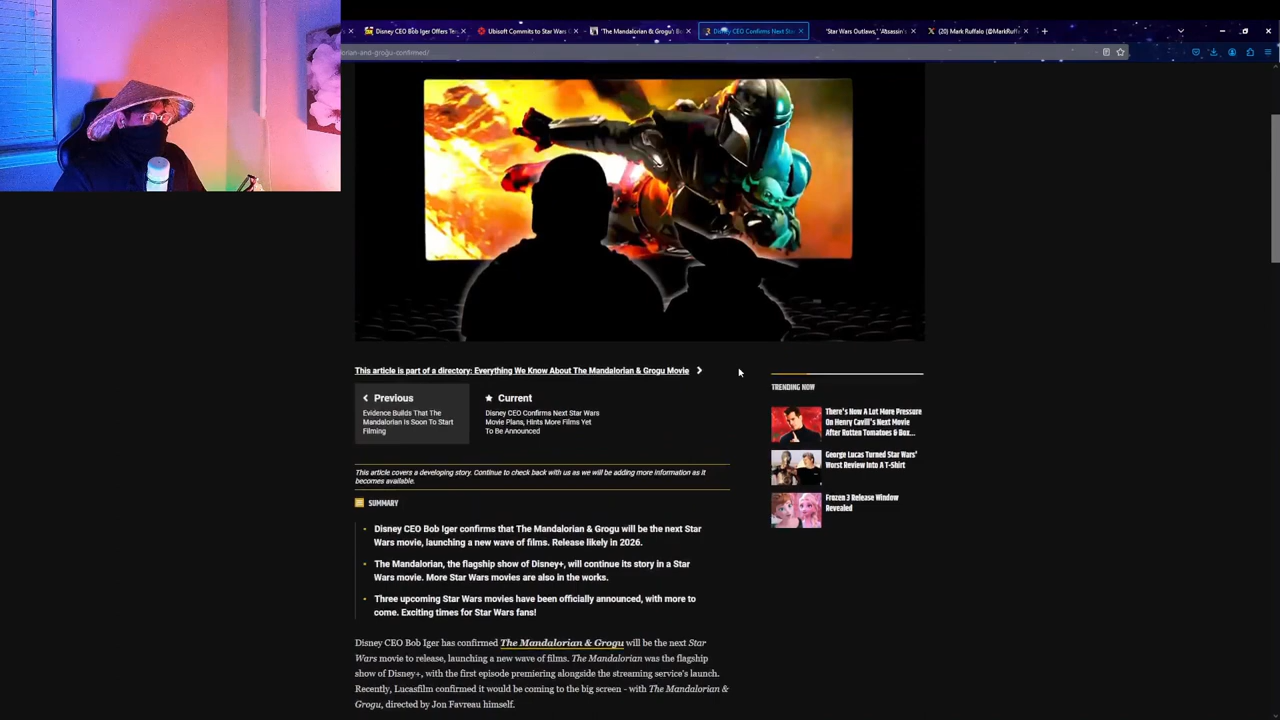 Disney CEO Bob Iger Offers Ten
Ubisoft Commits to Star Wars
'The Mandalorian & Grogu': B
Disney CEO Confirms Next Sta
'Star Wars Outlaws,' 'Assassin'
(20) Mark Ruffalo (@MarkRuff
orian-and-grogu-confirmed/
This article is part of a directory: Everything We Know About The Mandalorian & Grogu Movie
Previous
Evidence Builds That The
Mandalorian Is Soon To Start
Filming
Current
Disney CEO Confirms Next Star Wars
Movie Plans, Hints More Films Yet
To Be Announced
TRENDING NOW
There's Now A Lot More Pressure
On Henry Cavill's Next Movie
After Rotten Tomatoes & Box...
George Lucas Turned Star Wars'
Worst Review Into A T-Shirt
Frozen 3 Release Window
Revealed
This article covers a developing story. Continue to check back with us as we will be adding more information as it
becomes available.
SUMMARY
Disney CEO Bob Iger confirms that The Mandalorian & Grogu will be the next Star
Wars movie, launching a new wave of films. Release likely in 2026.
The Mandalorian, the flagship show of Disney+, will continue its story in a Star
Wars movie. More Star Wars movies are also in the works.
Three upcoming Star Wars movies have been officially announced, with more to
come. Exciting times for Star Wars fans!
Disney CEO Bob Iger has confirmed The Mandalorian & Grogu will be the next Star
Wars movie to release, launching a new wave of films. The Mandalorian was the flagship
show of Disney+, with the first episode premiering alongside the streaming service's launch.
Recently, Lucasfilm confirmed it would be coming to the big screen - with The Mandalorian &
Grogu, directed by Jon Favreau himself.